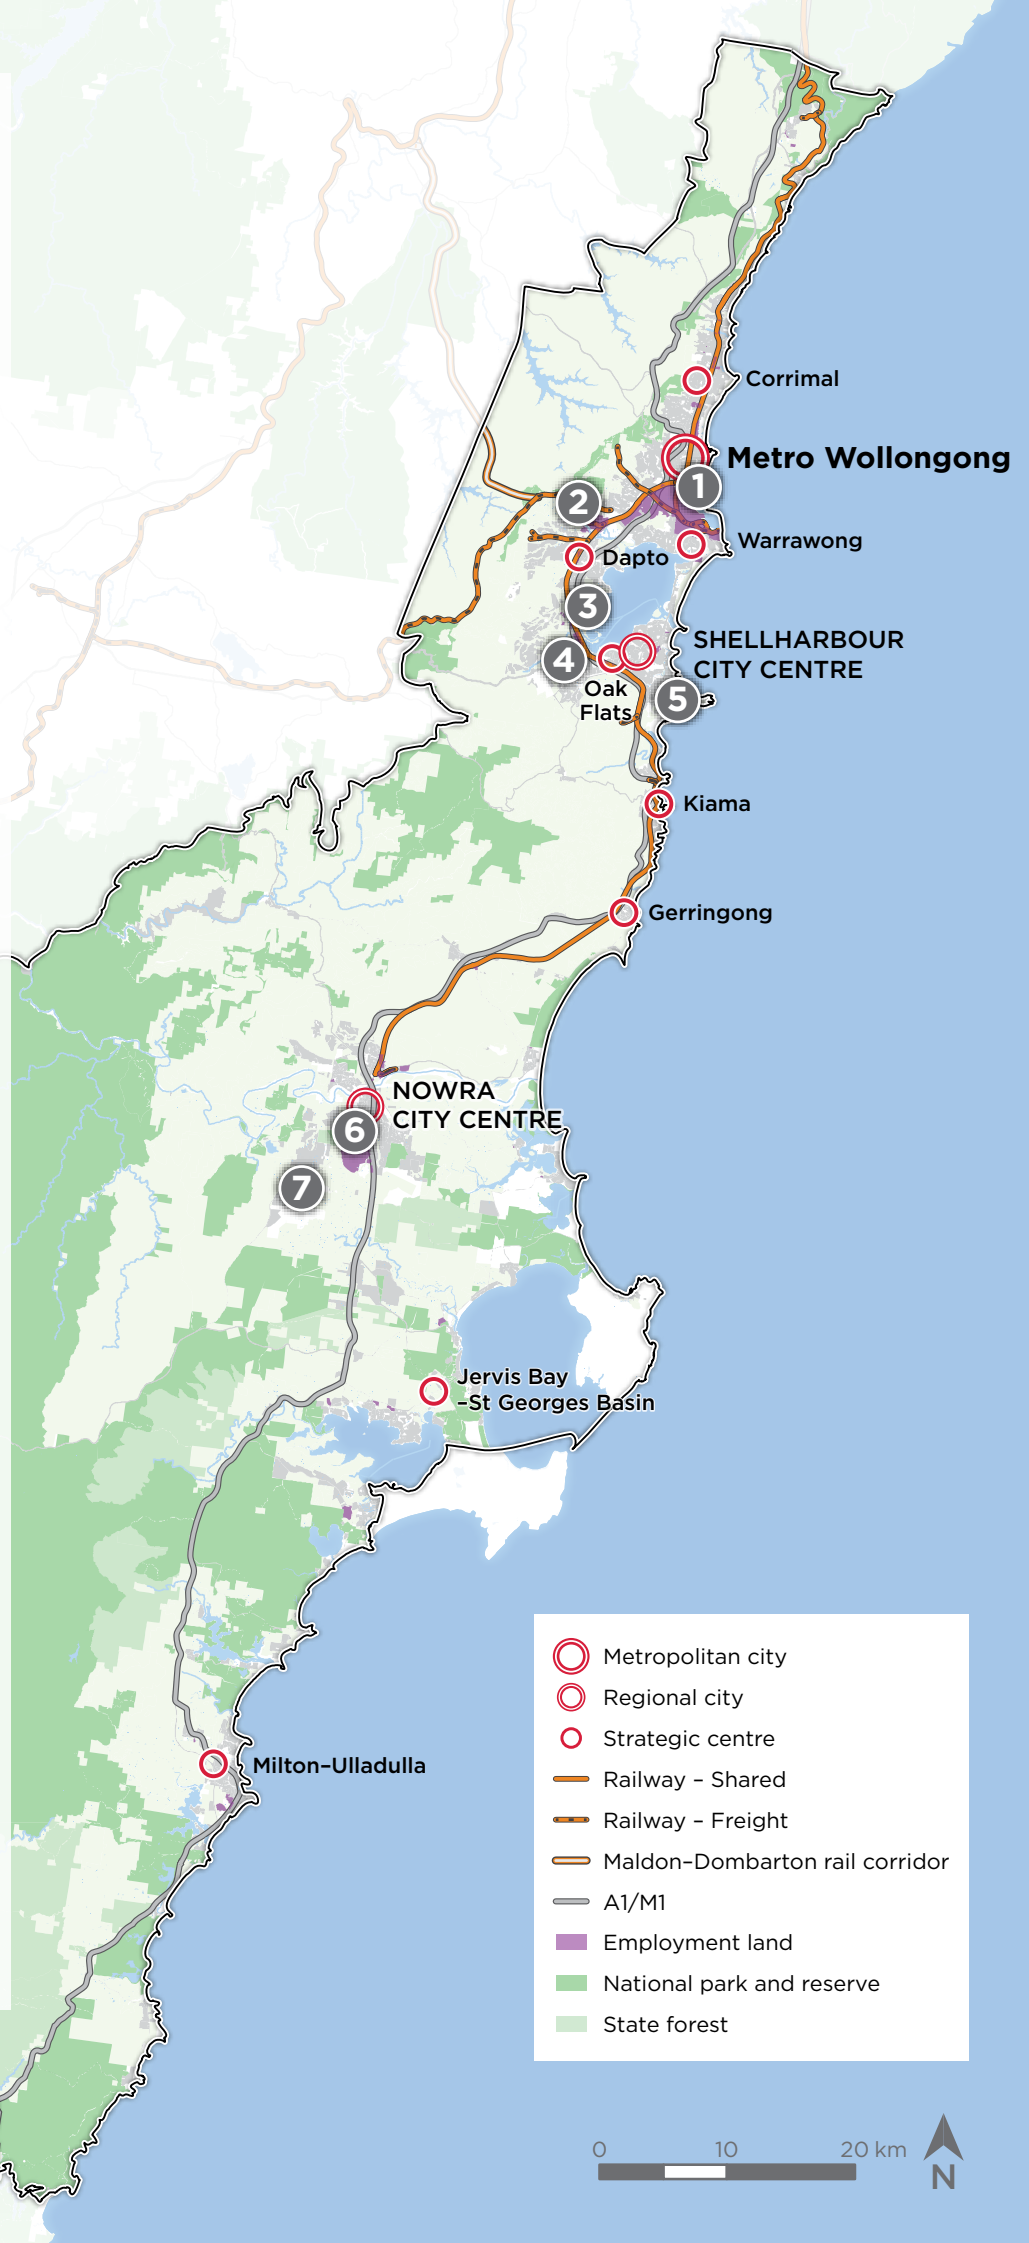 Corrimal
Metro Wollongong
1
2
Warrawong
Dapto
3
SHELLHARBOUR
CITY CENTRE
4
Oak
Flats
5
Kiama
Gerringong
NOWRA
CITY CENTRE
6
7
Jervis Bay
–St Georges Basin
Milton–Ulladulla
Metropolitan city
Regional city
Strategic centre
Railway – Shared
Railway – Freight
Maldon–Dombarton rail corridor
A1/M1
Employment land
National park and reserve
State forest
0 10 20 km
N